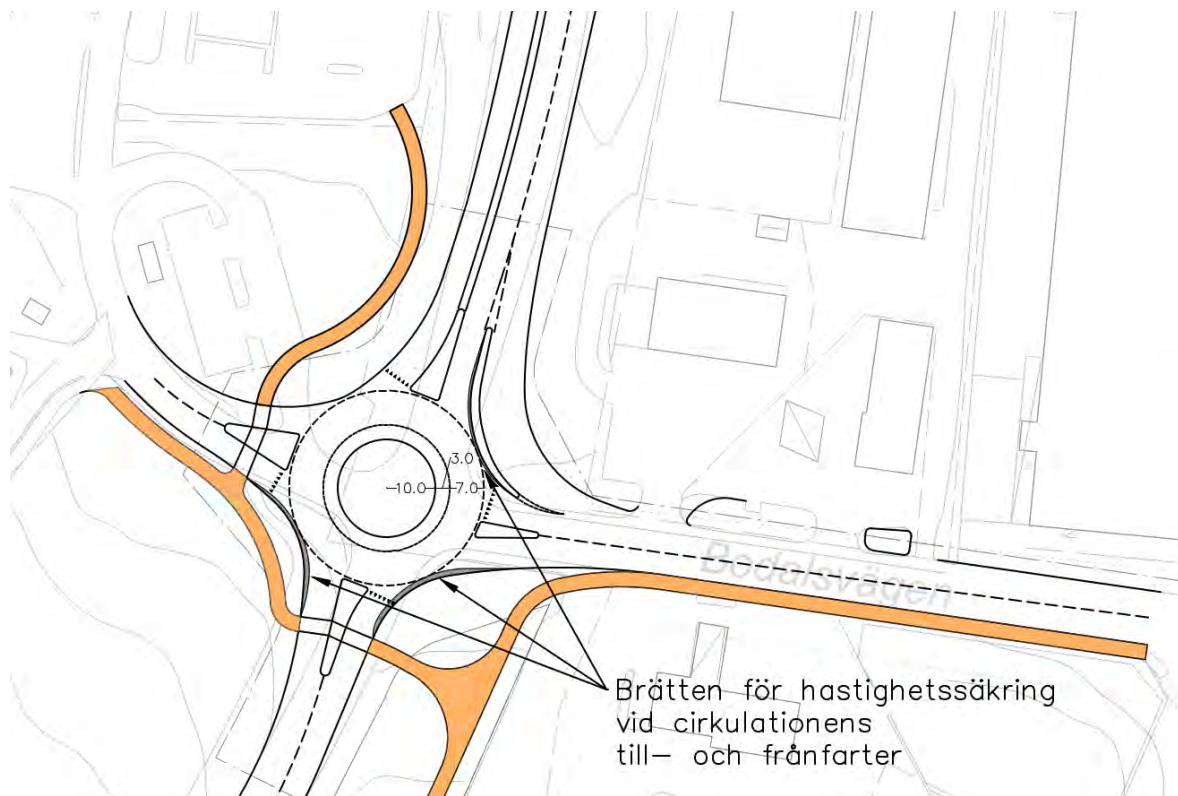 3.0
10.0 7.0
Bodalsvägen
Brätten för hastighetssäkring
vid cirkulationens
till– och frånfarter